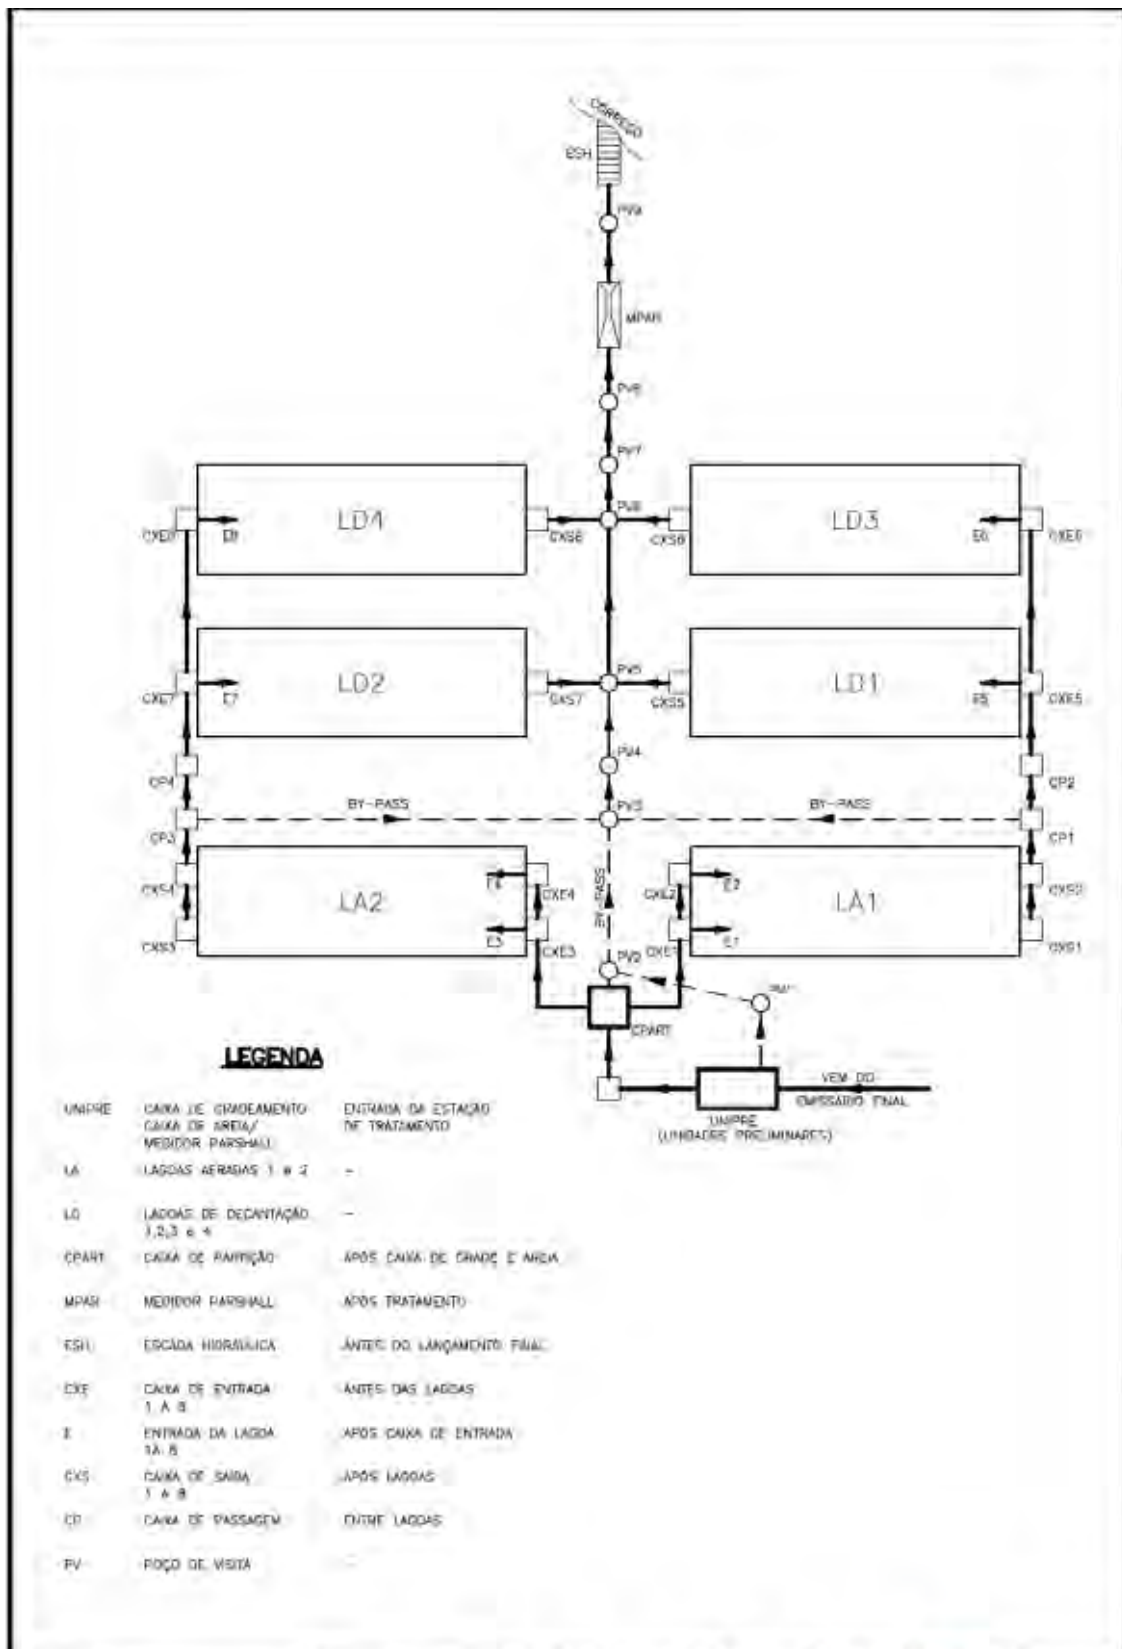 CORREGO
ESH
PV9
MPAR
PV8
PV7
LD4
PV6
LD3
CXE8
E8
CXS8
CXS6
E6
CXE6
LD2
PV5
LD1
CXE7
E7
CXS7
CXS5
E5
CXE5
CP4
PV4
CP2
BY-PASS
PV3
BY-PASS
CP3
CP1
LA2
E4
CXE4
BY-PASS
CXE2
E2
LA1
CXS4
CXS2
CXS3
E3
CXE3
PV2
CXE1
E1
CXS1
CPART
LEGENDA
VEM DO
EMISSÁRIO FINAL
UNIPRE
(UNIDADES PRELIMINARES)
UNIPRE CAIXA DE GRADEAMENTO ENTRADA DA ESTAÇÃO
CAIXA DE AREIA/ DE TRATAMENTO
MEDIDOR PARSHALL
LA LAGOAS AERADAS 1 e 2 -
LD LAGOAS DE DECANTAÇÃO -
1,2,3 e 4
CPART CAIXA DE PARTIÇÃO APÓS CAIXA DE GRADE E AREIA
MPAR MEDIDOR PARSHALL APÓS TRATAMENTO
ESH ESCADA HIDRÁULICA ANTES DO LANÇAMENTO FINAL
CXE CAIXA DE ENTRADA ANTES DAS LAGOAS
1 A 8
E ENTRADA DA LAGOA APÓS CAIXA DE ENTRADA
1A 8
CXS CAIXA DE SAÍDA APÓS LAGOAS
1 A 8
CP CAIXA DE PASSAGEM ENTRE LAGOAS
PV POÇO DE VISITA -